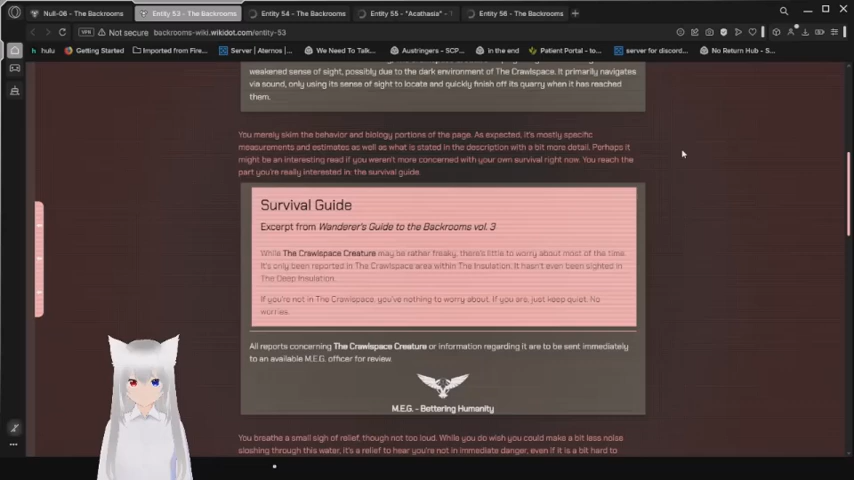 Null-06 - The Backrooms
Entity 53 - The Backrooms
Entity 54 - The Backrooms
Entity 55 - "Acathasia" - T
Entity 56 - The Backrooms
VPN
Not secure backrooms-wiki.wikidot.com/entity-53
hulu
Getting Started
Imported from Fire...
Server | Aternos |...
We Need To Talk...
Austringers - SCP...
in the end
Patient Portal - to...
server for discord...
No Return Hub - The...
weakened sense of sight, possibly due to the dark environment of The Crawlspace. It primarily navigates
via sound, only using its sense of sight to locate and quickly finish off its quarry when it has reached
them.
You merely skim the behavior and biology portions of the page. As expected, it's mostly specific
measurements and estimates as well as what is stated in the description with a bit more detail. Perhaps it
might be an interesting read if you weren't more concerned with your own survival right now. You reach the
part you're really interested in: the survival guide.
Survival Guide
Excerpt from Wanderer's Guide to the Backrooms vol. 3
While The Crawlspace Creature may be rather freaky, there's little to worry about most of the time.
It's only been reported in The Crawlspace area within The Insulation. It hasn't even been sighted in
The Deep Insulation.
If you're not in The Crawlspace, you've nothing to worry about. If you are, just keep quiet. No
worries.
All reports concerning The Crawlspace Creature or information regarding it are to be sent immediately
to an available M.E.G. officer for review.
M.E.G. - Bettering Humanity
You breathe a small sigh of relief, though not too loud. While you do wish you could make a bit less noise
sloshing through this water, it's a relief to hear you're not in immediate danger, even if it is a bit hard to